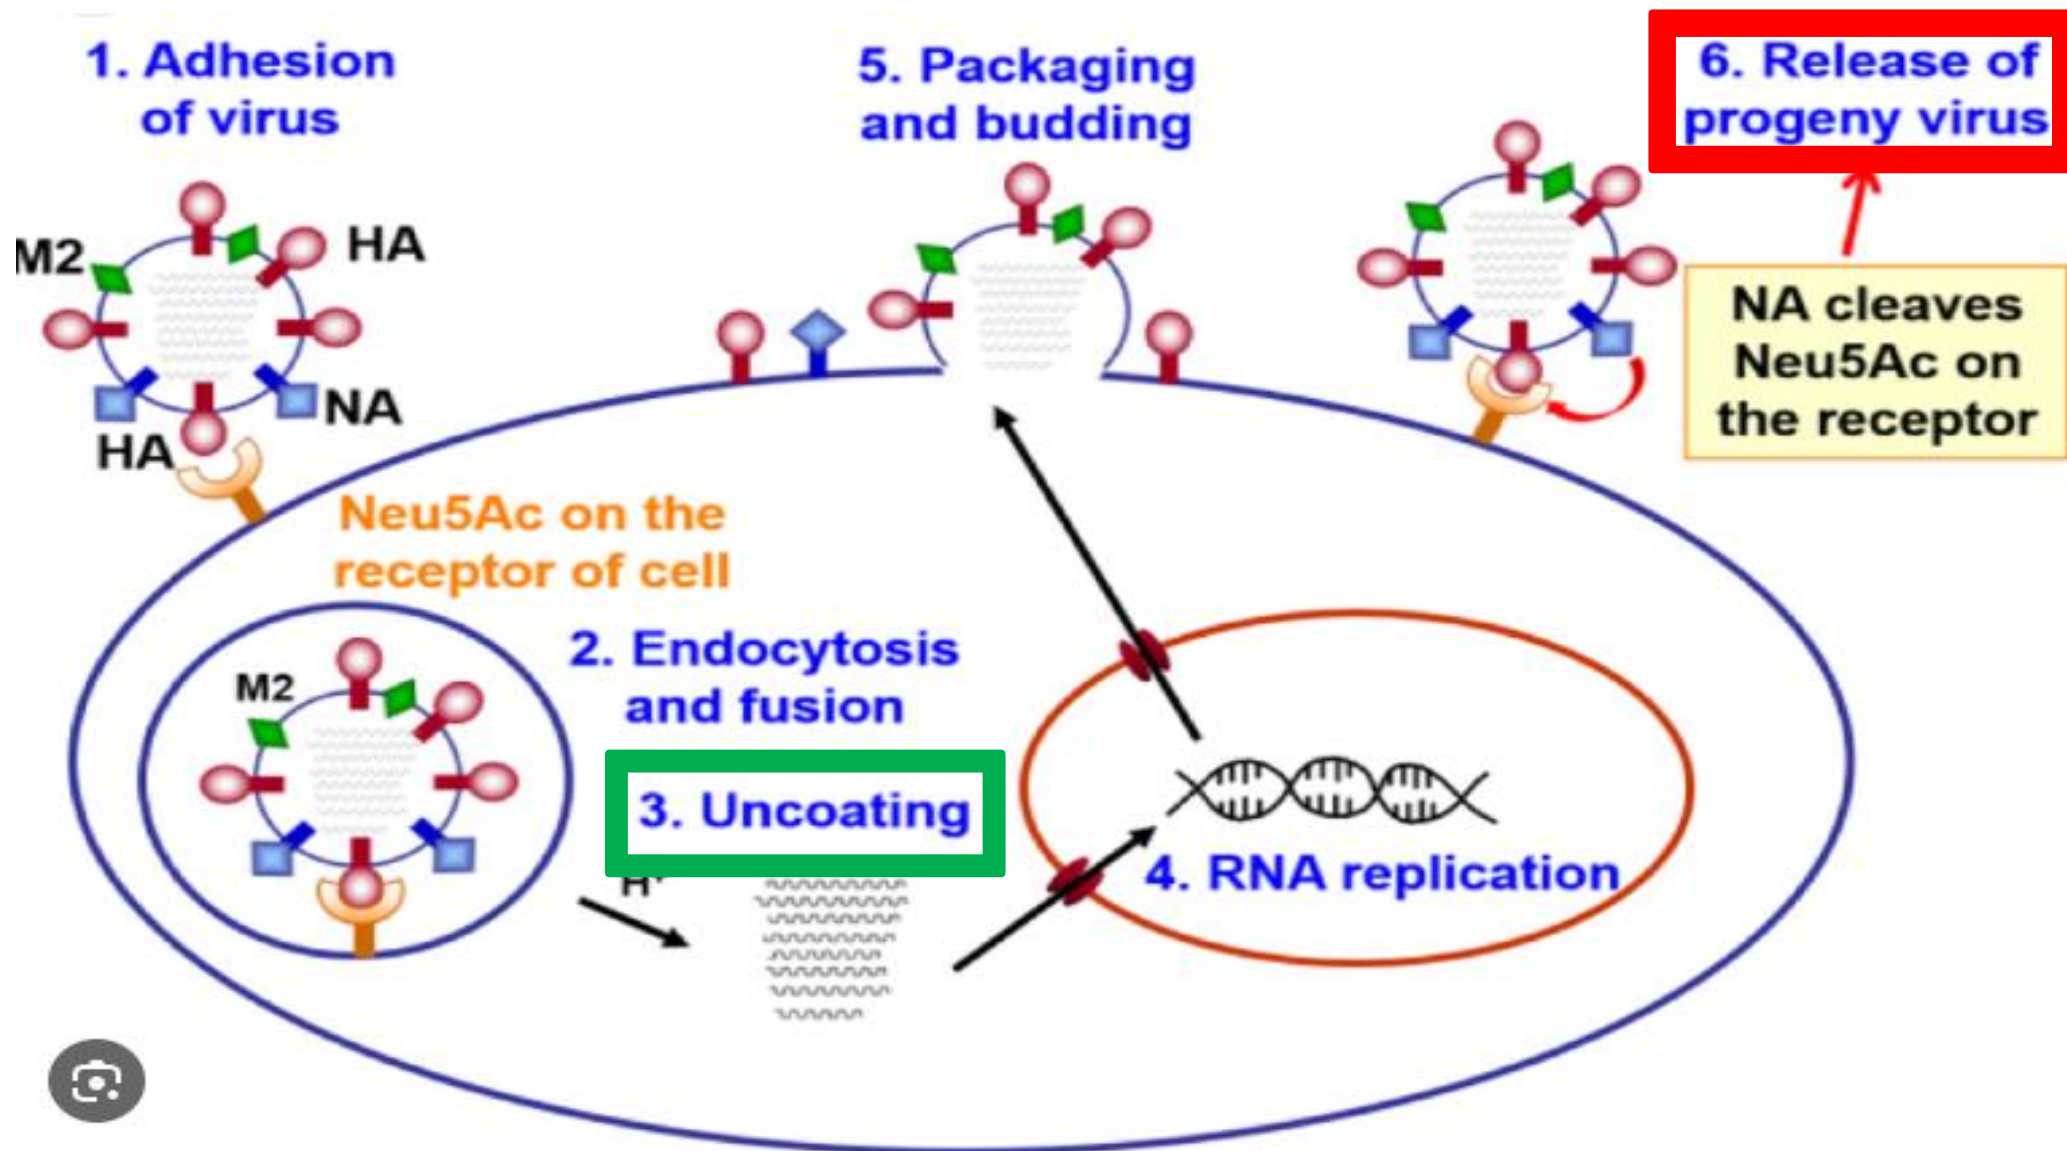 1. Adhesion
of virus
M2
HA
NA
HA
Neu5Ac on the
receptor of cell
M2
2. Endocytosis
and fusion
3. Uncoating
H+
4. RNA replication
5. Packaging
and budding
6. Release of
progeny virus
NA cleaves
Neu5Ac on
the receptor